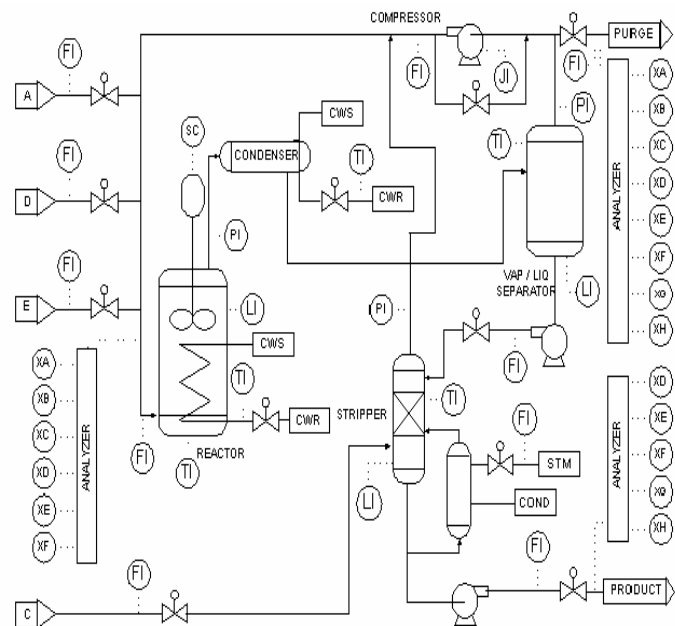 COMPRESSOR
PURGE
FI
FI
FI
JI
PI
A
XA
SC
CWS
XB
FI
CONDENSER
TI
TI
XC
D
CWR
ANALYZER
XD
XE
FI
PI
VAP / LIQ
SEPARATOR
XF
E
LI
PI
LI
XG
XH
CWS
FI
XA
XB
XC
XD
XE
XF
ANALYZER
TI
CWR
STRIPPER
TI
FI
REACTOR
TI
FI
STM
LI
COND
XD
XE
XF
XG
XH
ANALYZER
FI
FI
C
PRODUCT